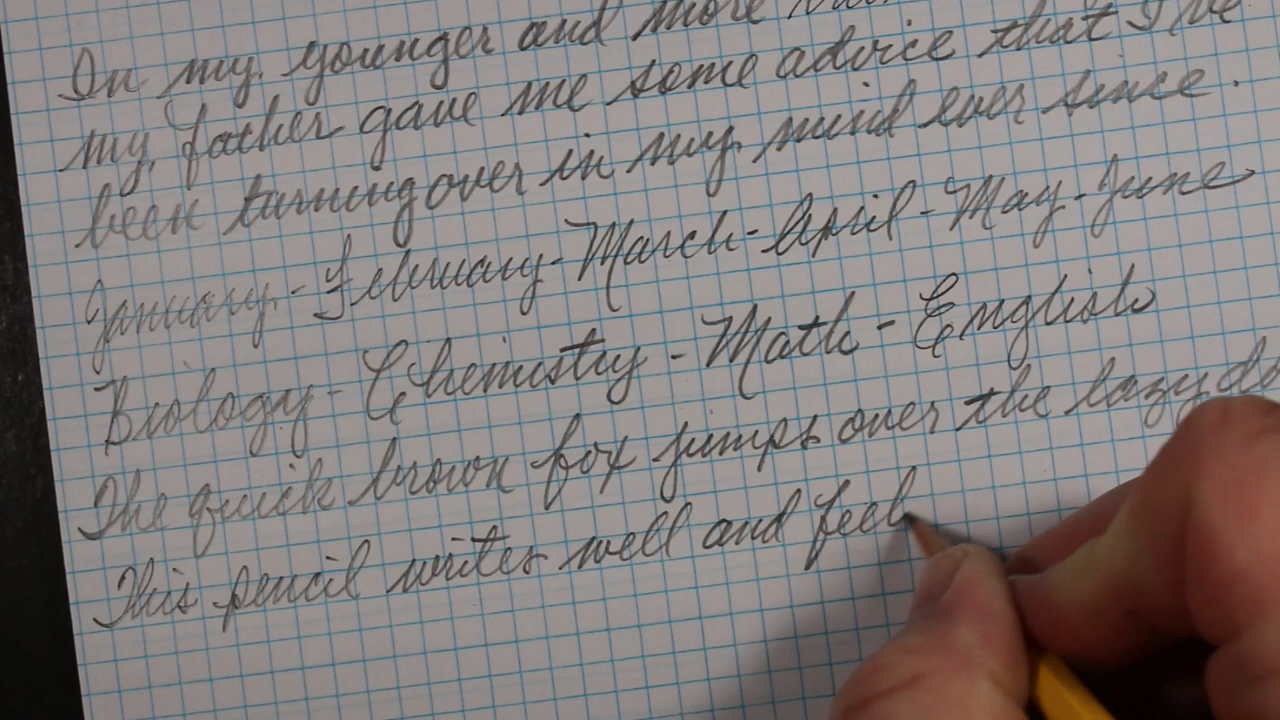 In my younger and more
my father gave me some advice that I've
been turning over in my mind ever since.
January - February - March - April - May - June
Biology - Chemistry - Math - English
The quick brown fox jumps over the lazy do
This pencil writes well and feel